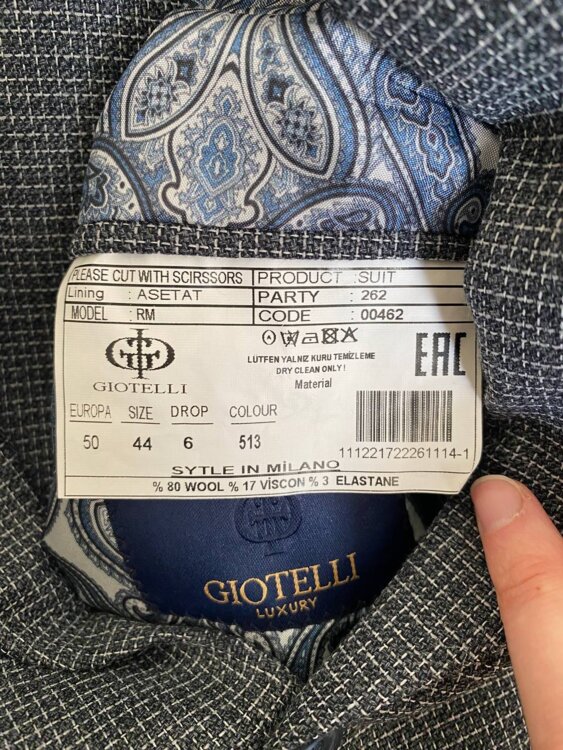 PLEASE CUT WITH SCIRSSORS PRODUCT : SUIT
Lining : ASETAT PARTY : 262
MODEL : RM CODE : 00462
LUTFEN YALNIZ KURU TEMİZLEME
DRY CLEAN ONLY !
Material
EAC
GIOTELLI
EUROPA SIZE DROP COLOUR
50 44 6 513
111221722261114-1
SYTLE IN MİLANO
% 80 WOOL % 17 VİSCON % 3 ELASTANE
GIOTELLI
LUXURY